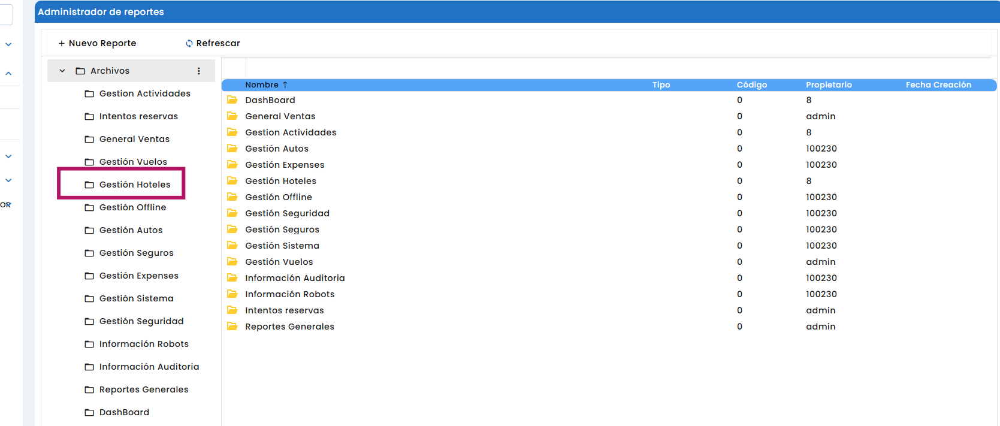 Administrador de reportes
+ Nuevo Reporte
Refrescar
Archivos
Gestion Actividades
Intentos reservas
General Ventas
Gestión Vuelos
Gestión Hoteles
Gestión Offline
Gestión Autos
Gestión Seguros
Gestión Expenses
Gestión Sistema
Gestión Seguridad
Información Robots
Información Auditoria
Reportes Generales
DashBoard
Nombre ↑ Tipo Código Propietario Fecha Creación
DashBoard 0 8
General Ventas 0 admin
Gestion Actividades 0 8
Gestión Autos 0 100230
Gestión Expenses 0 100230
Gestión Hoteles 0 8
Gestión Offline 0 100230
Gestión Seguridad 0 100230
Gestión Seguros 0 100230
Gestión Sistema 0 100230
Gestión Vuelos 0 admin
Información Auditoria 0 100230
Información Robots 0 100230
Intentos reservas 0 admin
Reportes Generales 0 admin